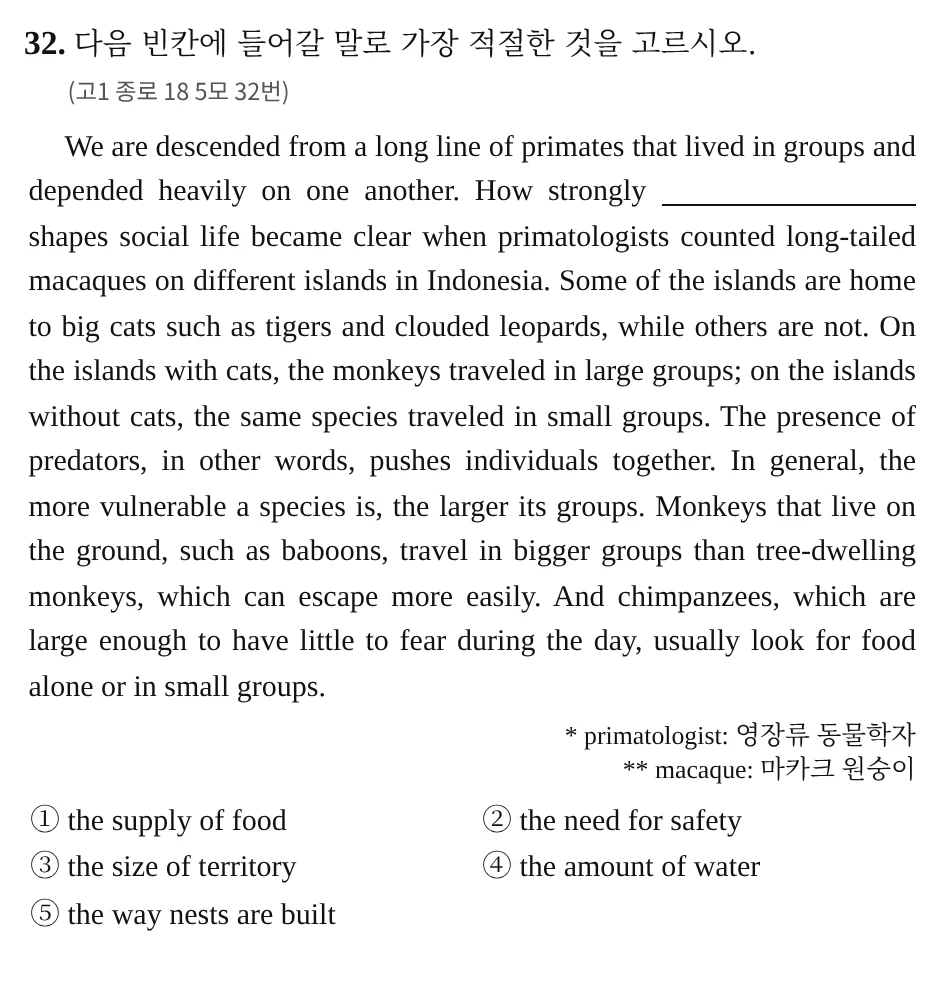 32. 다음 빈칸에 들어갈 말로 가장 적절한 것을 고르시오.
(고1 종로 18 5모 32번)
We are descended from a long line of primates that lived in groups and
depended heavily on one another. How strongly
shapes social life became clear when primatologists counted long-tailed
macaques on different islands in Indonesia. Some of the islands are home
to big cats such as tigers and clouded leopards, while others are not. On
the islands with cats, the monkeys traveled in large groups; on the islands
without cats, the same species traveled in small groups. The presence of
predators, in other words, pushes individuals together. In general, the
more vulnerable a species is, the larger its groups. Monkeys that live on
the ground, such as baboons, travel in bigger groups than tree-dwelling
monkeys, which can escape more easily. And chimpanzees, which are
large enough to have little to fear during the day, usually look for food
alone or in small groups.
* primatologist: 영장류 동물학자
** macaque: 마카크 원숭이
① the supply of food ② the need for safety
③ the size of territory ④ the amount of water
⑤ the way nests are built